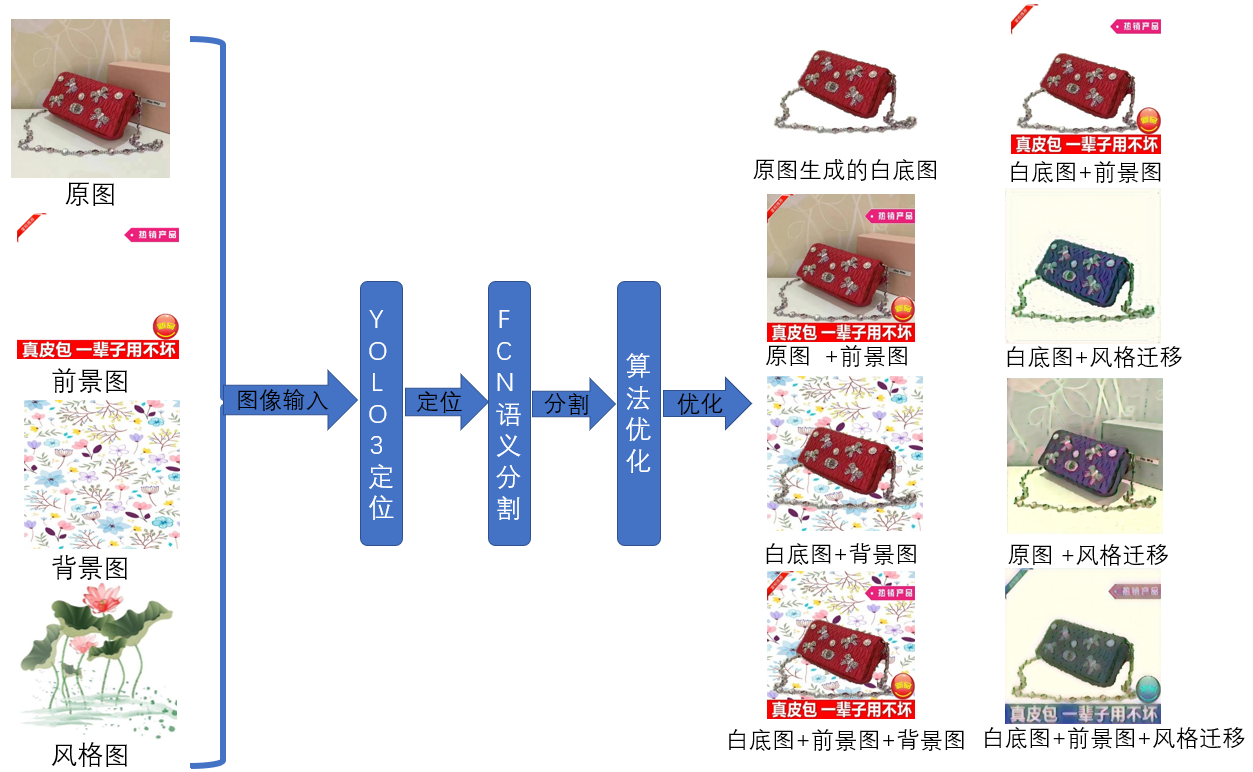 原图
热销产品
真皮包 一辈子用不坏
前景图
背景图
风格图
图像输入
YOLO3定位
定位
FCN语义分割
分割
算法优化
优化
原图生成的白底图
热销产品
真皮包 一辈子用不坏
白底图+前景图
热销产品
真皮包 一辈子用不坏
原图 +前景图
白底图+风格迁移
白底图+背景图
原图 +风格迁移
热销产品
真皮包 一辈子用不坏
白底图+前景图+背景图
热销产品
真皮包 一辈子用不坏
白底图+前景图+风格迁移